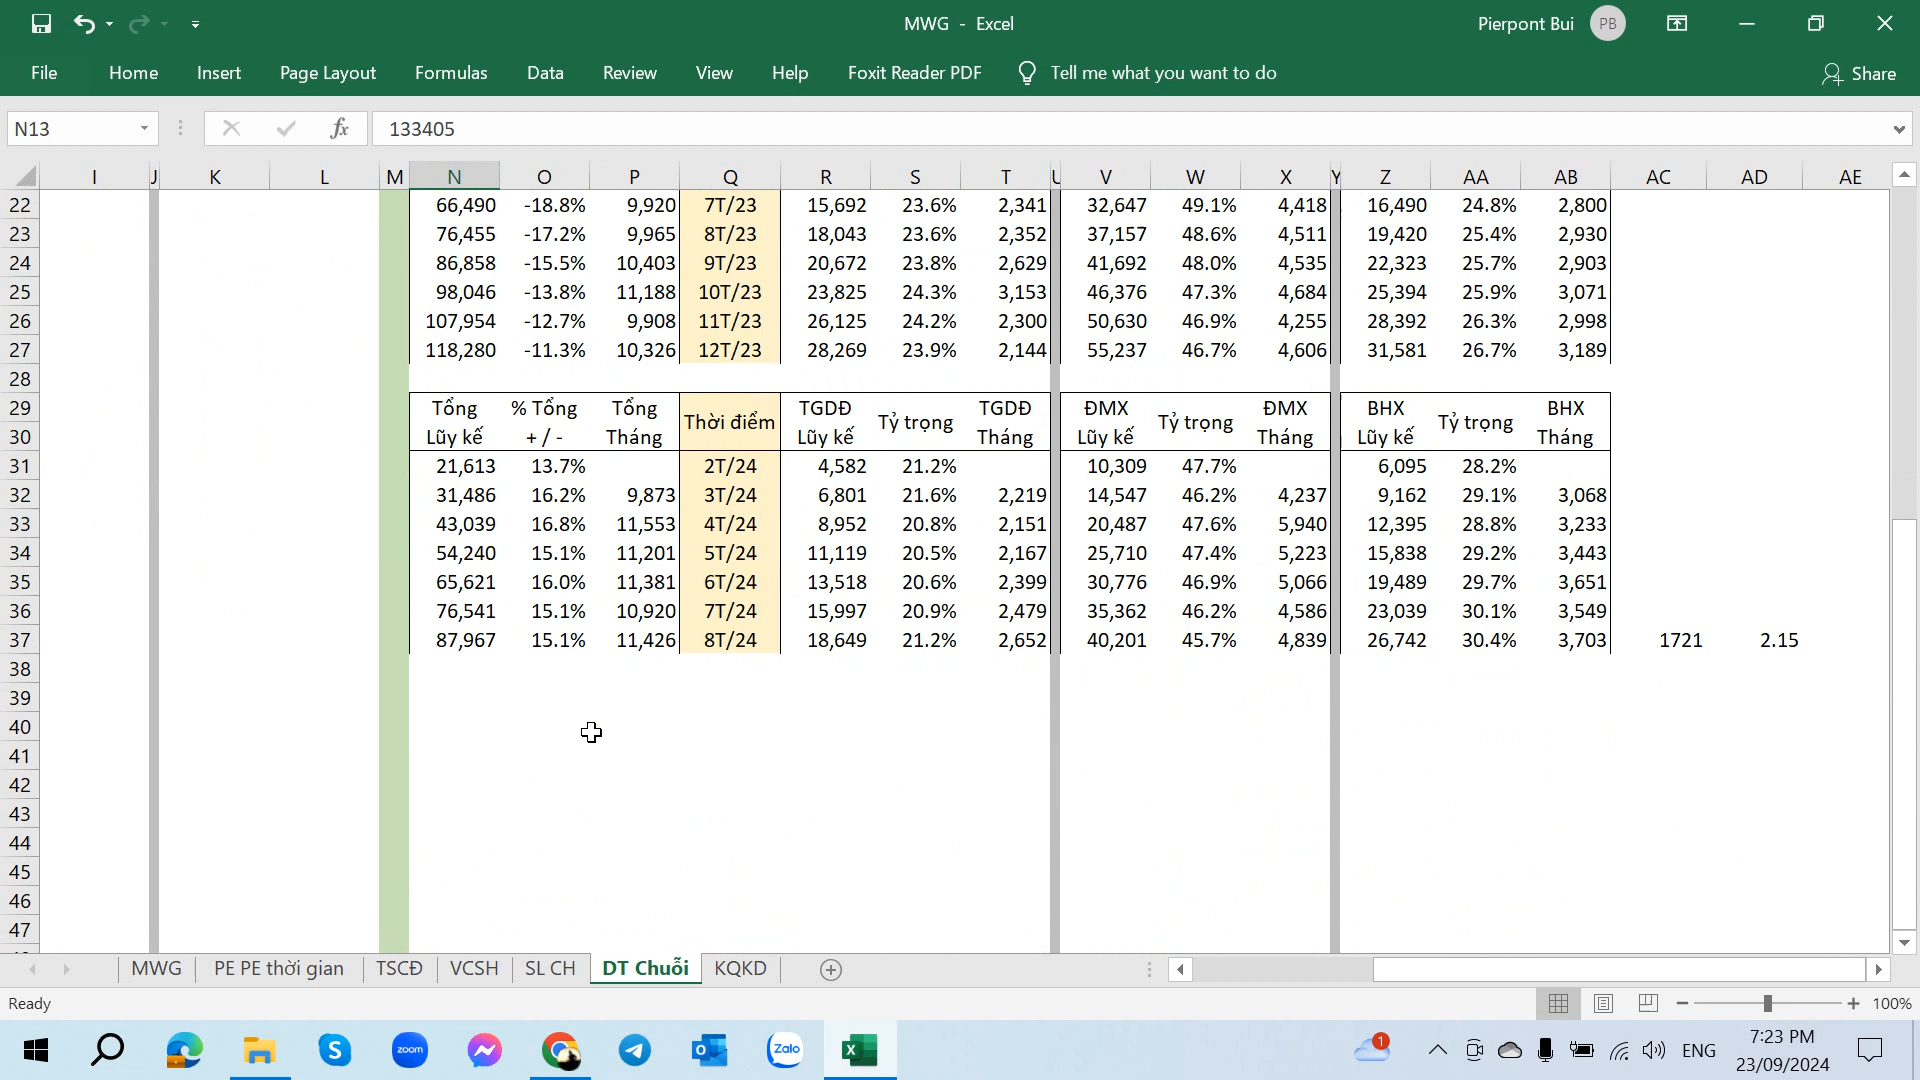 MWG - Excel
Pierpont Bui PB
File Home Insert Page Layout Formulas Data Review View Help Foxit Reader PDF Tell me what you want to do Share
N13 fx 133405
I J K L M N O P Q R S T U V W X Y Z AA AB AC AD AE
22 66,490 -18.8% 9,920 7T/23 15,692 23.6% 2,341 32,647 49.1% 4,418 16,490 24.8% 2,800
23 76,455 -17.2% 9,965 8T/23 18,043 23.6% 2,352 37,157 48.6% 4,511 19,420 25.4% 2,930
24 86,858 -15.5% 10,403 9T/23 20,672 23.8% 2,629 41,692 48.0% 4,535 22,323 25.7% 2,903
25 98,046 -13.8% 11,188 10T/23 23,825 24.3% 3,153 46,376 47.3% 4,684 25,394 25.9% 3,071
26 107,954 -12.7% 9,908 11T/23 26,125 24.2% 2,300 50,630 46.9% 4,255 28,392 26.3% 2,998
27 118,280 -11.3% 10,326 12T/23 28,269 23.9% 2,144 55,237 46.7% 4,606 31,581 26.7% 3,189
28
29 Tổng % Tổng Tổng Thời điểm TGDĐ Tỷ trọng TGDĐ ĐMX Tỷ trọng ĐMX BHX Tỷ trọng BHX
30 Lũy kế + / - Tháng Lũy kế Tháng Lũy kế Tháng Lũy kế Tháng
31 21,613 13.7% 2T/24 4,582 21.2% 10,309 47.7% 6,095 28.2%
32 31,486 16.2% 9,873 3T/24 6,801 21.6% 2,219 14,547 46.2% 4,237 9,162 29.1% 3,068
33 43,039 16.8% 11,553 4T/24 8,952 20.8% 2,151 20,487 47.6% 5,940 12,395 28.8% 3,233
34 54,240 15.1% 11,201 5T/24 11,119 20.5% 2,167 25,710 47.4% 5,223 15,838 29.2% 3,443
35 65,621 16.0% 11,381 6T/24 13,518 20.6% 2,399 30,776 46.9% 5,066 19,489 29.7% 3,651
36 76,541 15.1% 10,920 7T/24 15,997 20.9% 2,479 35,362 46.2% 4,586 23,039 30.1% 3,549
37 87,967 15.1% 11,426 8T/24 18,649 21.2% 2,652 40,201 45.7% 4,839 26,742 30.4% 3,703 1721 2.15
38
39
40
41
42
43
44
45
46
47
MWG PE PE thời gian TSCĐ VCSH SL CH DT Chuỗi KQKD
Ready 100%
zoom Zalo 1 ENG 7:23 PM
23/09/2024